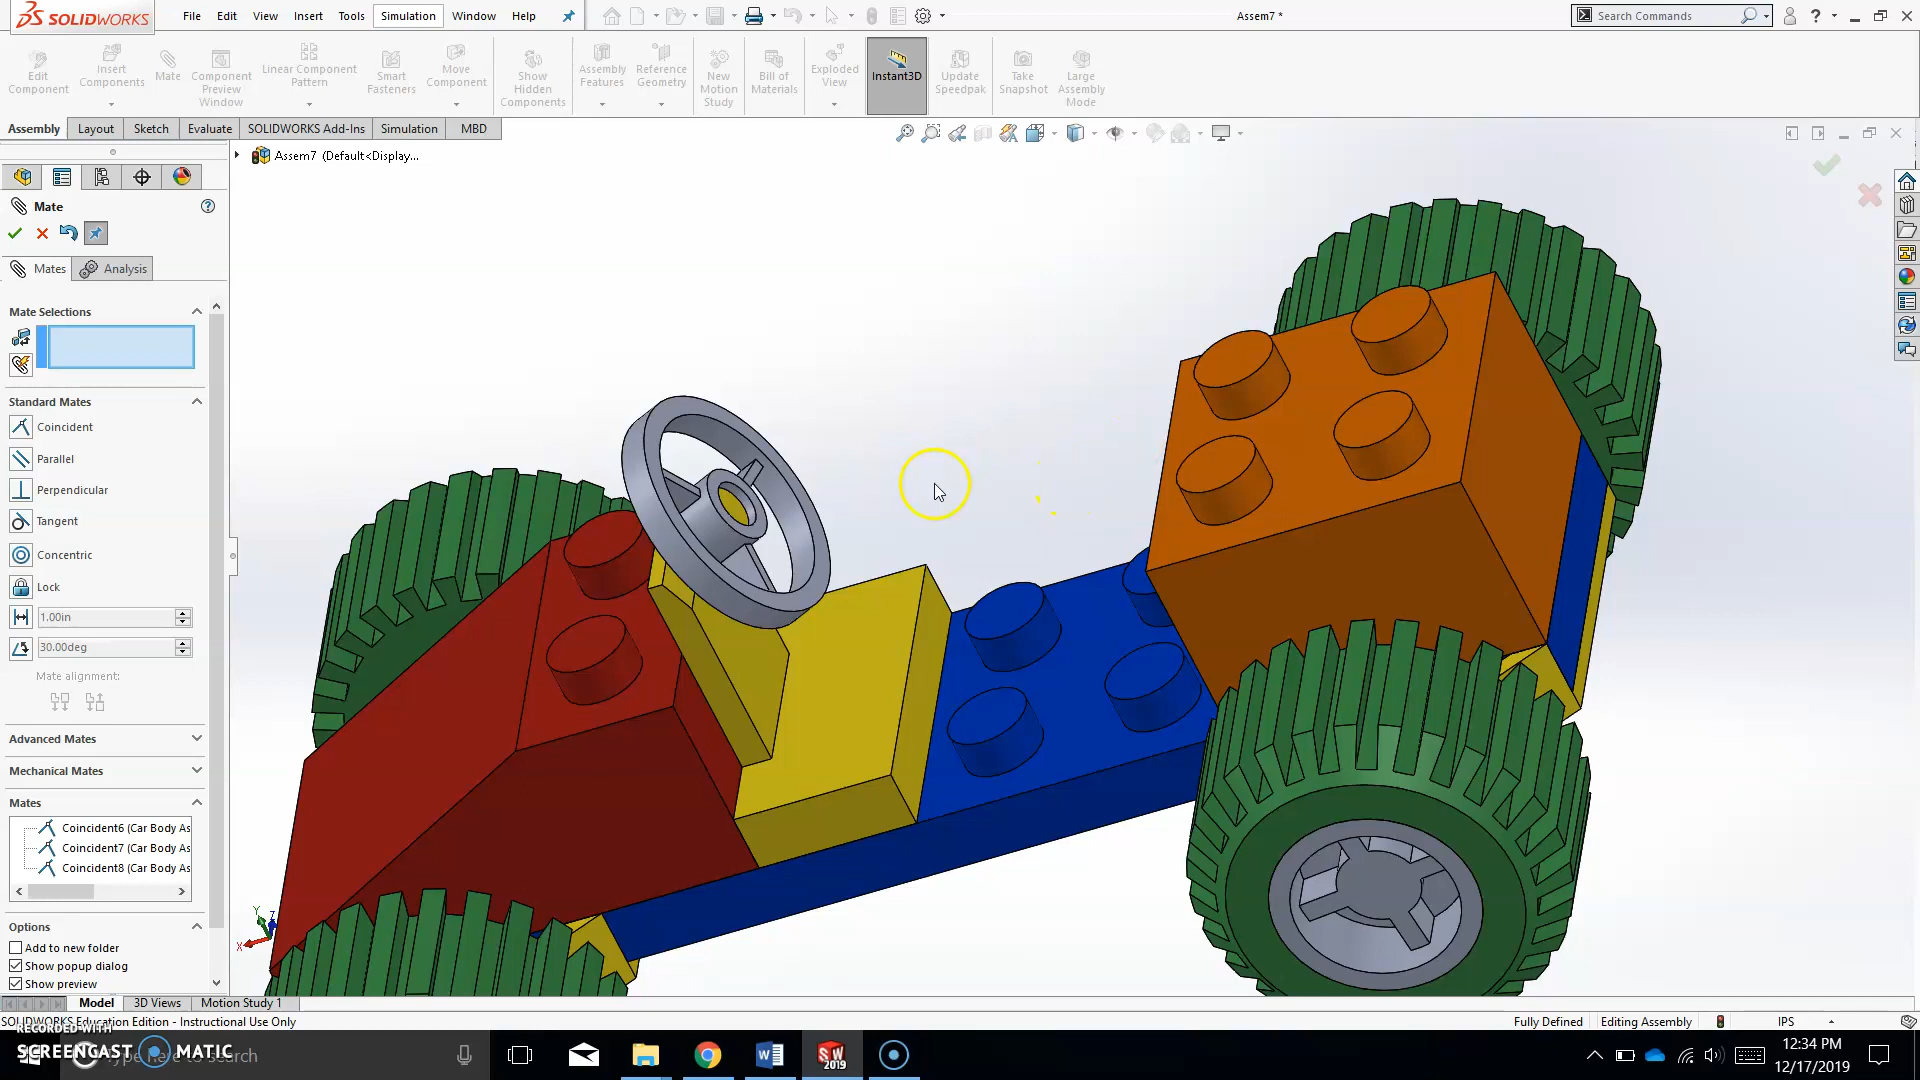 SOLIDWORKS File Edit View Insert Tools Simulation Window Help
Assem7 *
Search Commands
Edit Component
Insert Components
Mate
Component Preview Window
Linear Component Pattern
Smart Fasteners
Move Component
Show Hidden Components
Assembly Features
Reference Geometry
New Motion Study
Bill of Materials
Exploded View
Instant3D
Update Speedpak
Take Snapshot
Large Assembly Mode
Assembly Layout Sketch Evaluate SOLIDWORKS Add-Ins Simulation MBD
Assem7 (Default<Display...
Mate
Mates Analysis
Mate Selections
Standard Mates
Coincident
Parallel
Perpendicular
Tangent
Concentric
Lock
1.00in
30.00deg
Mate alignment:
Advanced Mates
Mechanical Mates
Mates
Coincident6 (Car Body As
Coincident7 (Car Body As
Coincident8 (Car Body As
Options
Add to new folder
Show popup dialog
Show preview
Y Z
X
Model 3D Views Motion Study 1
SOLIDWORKS Education Edition - Instructional Use Only
Fully Defined Editing Assembly IPS
RECORDED WITH
SCREENCAST MATIC
Type here to search
SW
2019
12:34 PM
12/17/2019